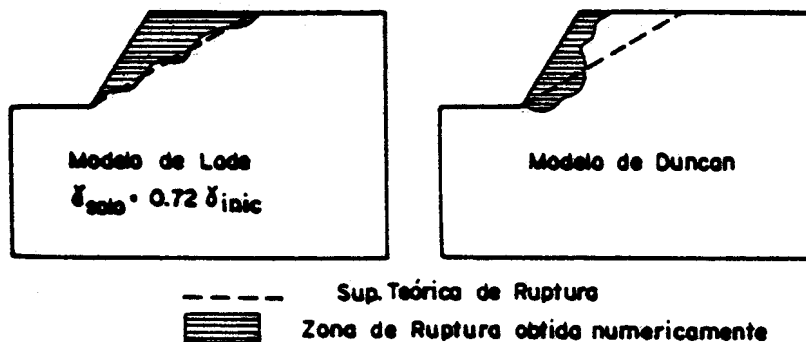 Modelo de Lade
γsolo = 0.72 γinic
Modelo de Duncan
Sup. Teórica de Ruptura
Zona de Ruptura obtida numericamente